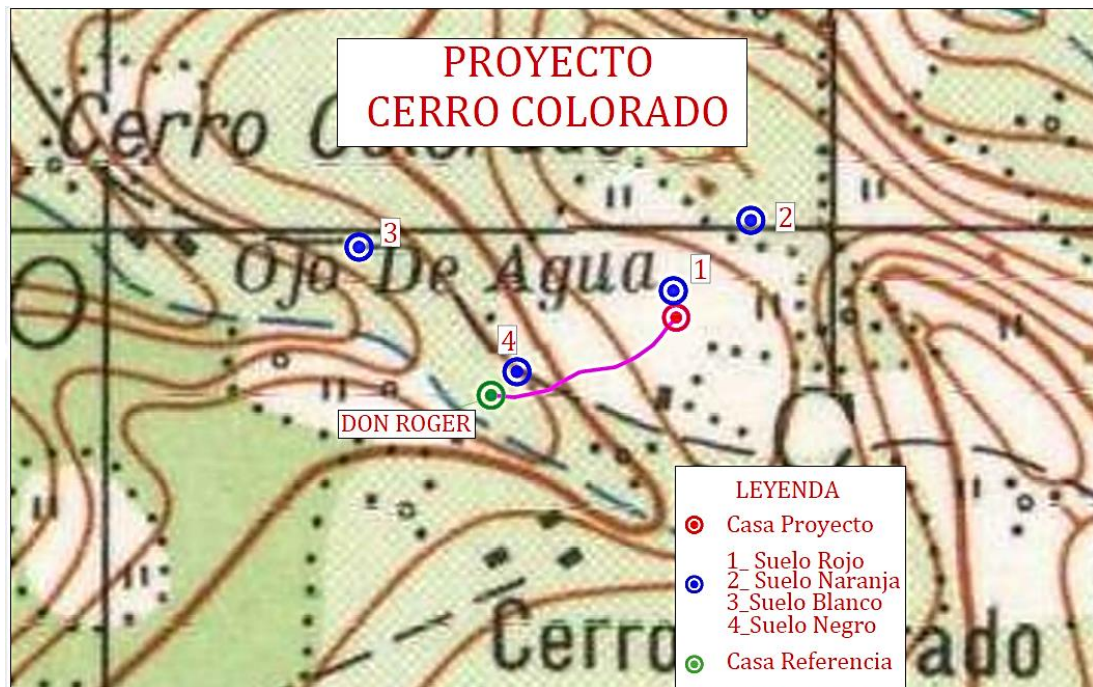 PROYECTO
CERRO COLORADO
Cerro
3
2
Ojo De Agua
1
4
DON ROGER
LEYENDA
Casa Proyecto
1_ Suelo Rojo
2_ Suelo Naranja
3_Suelo Blanco
4_Suelo Negro
Casa Referencia
Cerro
ado